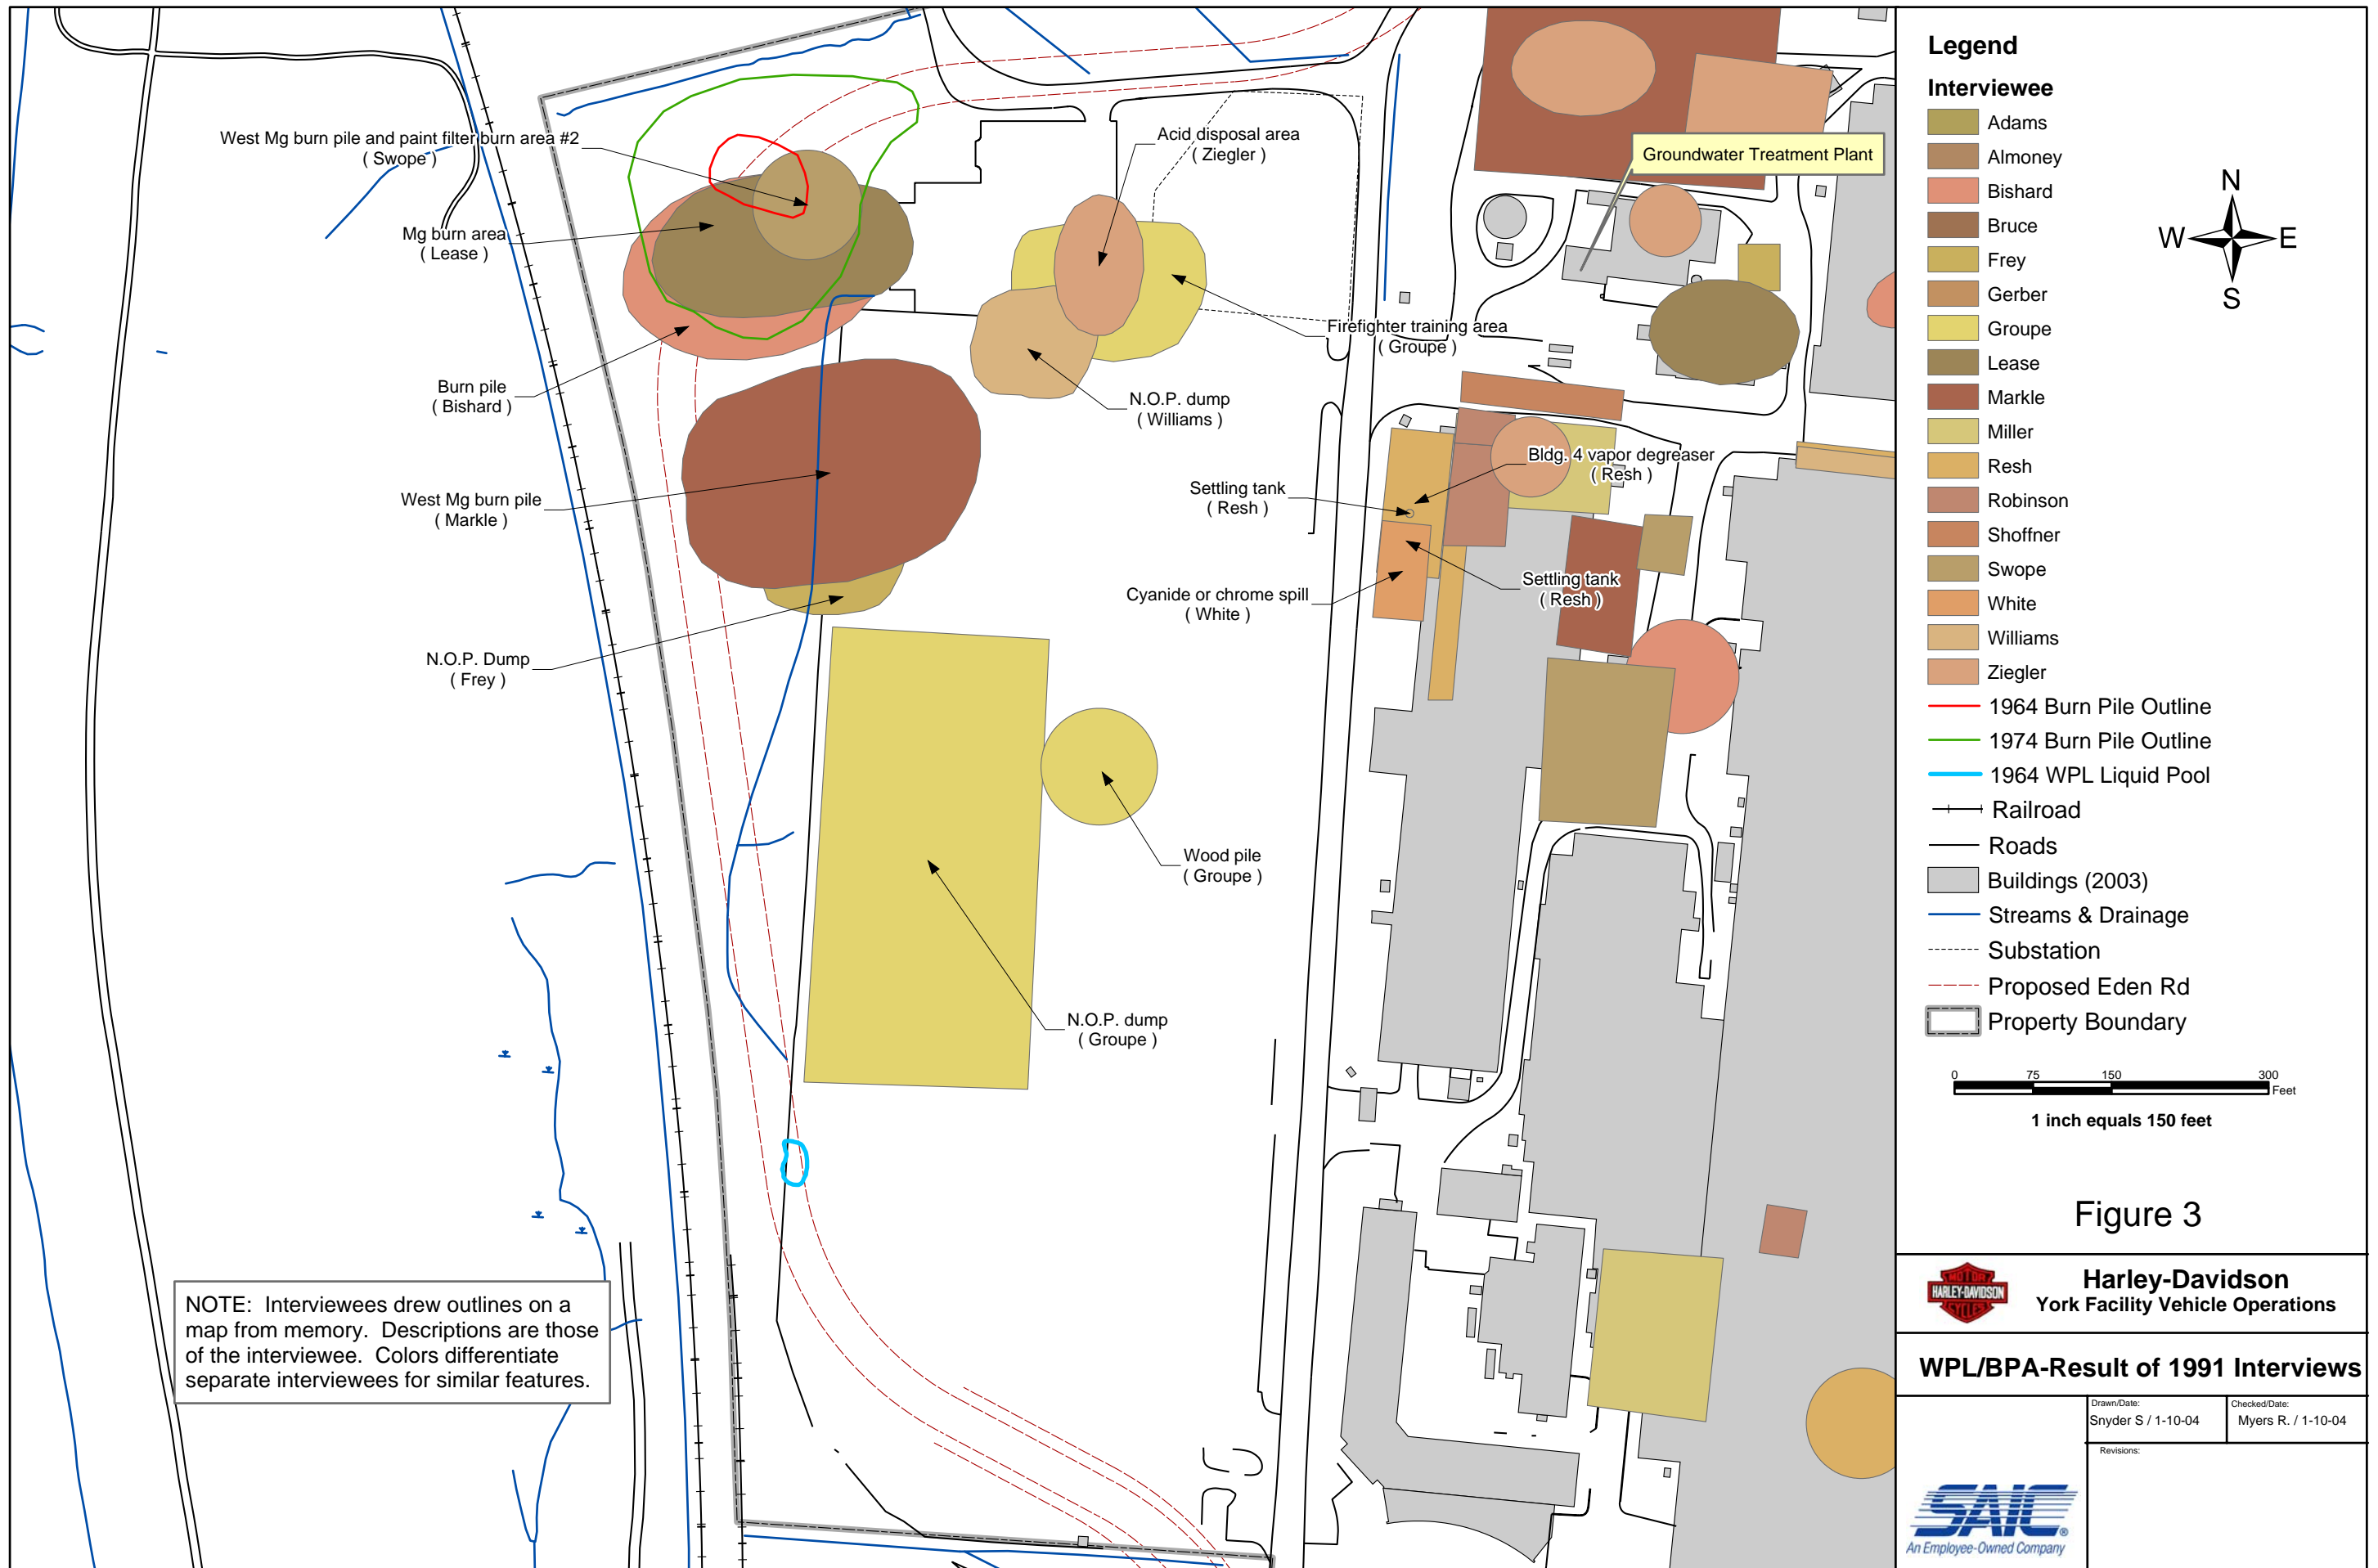 West Mg burn pile and paint filter burn area #2
( Swope )
Acid disposal area
( Ziegler )
Groundwater Treatment Plant
Mg burn area
( Lease )
Firefighter training area
( Groupe )
Burn pile
( Bishard )
N.O.P. dump
( Williams )
Bldg. 4 vapor degreaser
( Resh )
Settling tank
( Resh )
West Mg burn pile
( Markle )
Settling tank
( Resh )
Cyanide or chrome spill
( White )
N.O.P. Dump
( Frey )
Wood pile
( Groupe )
N.O.P. dump
( Groupe )
NOTE: Interviewees drew outlines on a
map from memory. Descriptions are those
of the interviewee. Colors differentiate
separate interviewees for similar features.
Legend
Interviewee
Adams
Almoney
Bishard
Bruce
Frey
Gerber
Groupe
Lease
Markle
Miller
Resh
Robinson
Shoffner
Swope
White
Williams
Ziegler
1964 Burn Pile Outline
1974 Burn Pile Outline
1964 WPL Liquid Pool
Railroad
Roads
Buildings (2003)
Streams & Drainage
Substation
Proposed Eden Rd
Property Boundary
N
W E
S
0 75 150 300
Feet
1 inch equals 150 feet
Figure 3
MOTOR
HARLEY-DAVIDSON
CYCLES
Harley-Davidson
York Facility Vehicle Operations
WPL/BPA-Result of 1991 Interviews
Drawn/Date:
Snyder S / 1-10-04
Checked/Date:
Myers R. / 1-10-04
Revisions:
SAIC®
An Employee-Owned Company